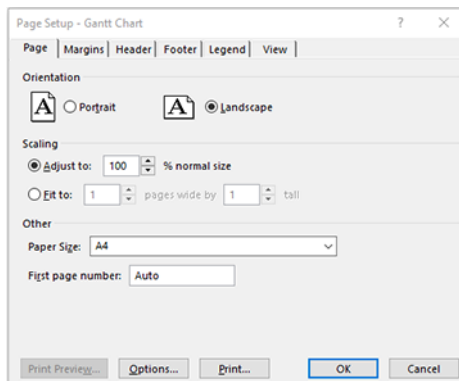 Page Setup - Gantt Chart ? ×
Page Margins Header Footer Legend View
Orientation
A Portrait A Landscape
Scaling
Adjust to: 100 % normal size
Fit to: 1 pages wide by 1 tall
Other
Paper Size: A4
First page number: Auto
Print Preview... Options... Print... OK Cancel